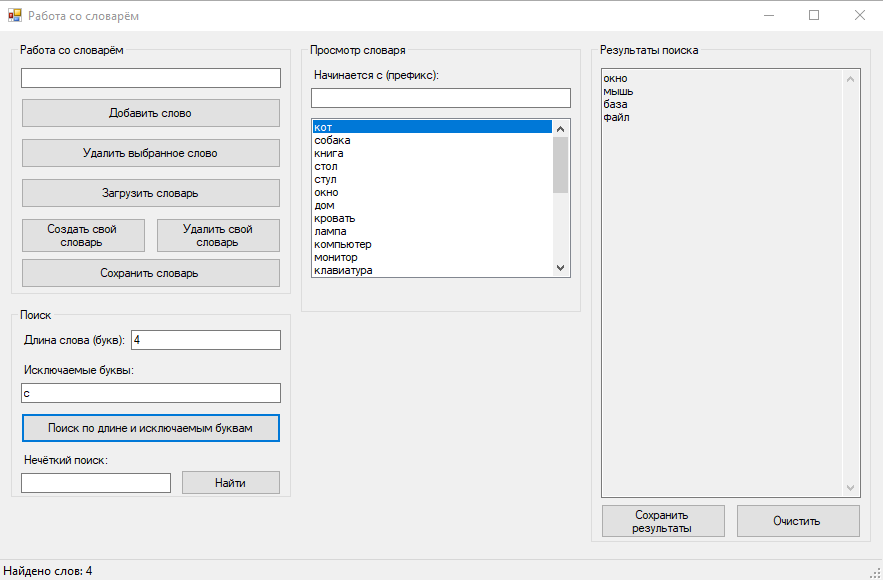 Работа со словарём
Работа со словарём
Добавить слово
Удалить выбранное слово
Загрузить словарь
Создать свой
словарь
Удалить свой
словарь
Сохранить словарь
Поиск
Длина слова (букв):
4
Исключаемые буквы:
с
Поиск по длине и исключаемым буквам
Нечёткий поиск:
Найти
Просмотр словаря
Начинается с (префикс):
кот
собака
книга
стол
стул
окно
дом
кровать
лампа
компьютер
монитор
клавиатура
Результаты поиска
окно
мышь
база
файл
Сохранить
результаты
Очистить
Найдено слов: 4